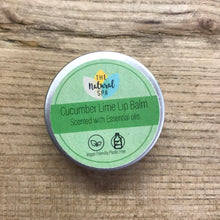 THE
Natural
SPA
Cucumber Lime Lip Balm
Scented with Essential oils
Vegan Friendly Plastic Free